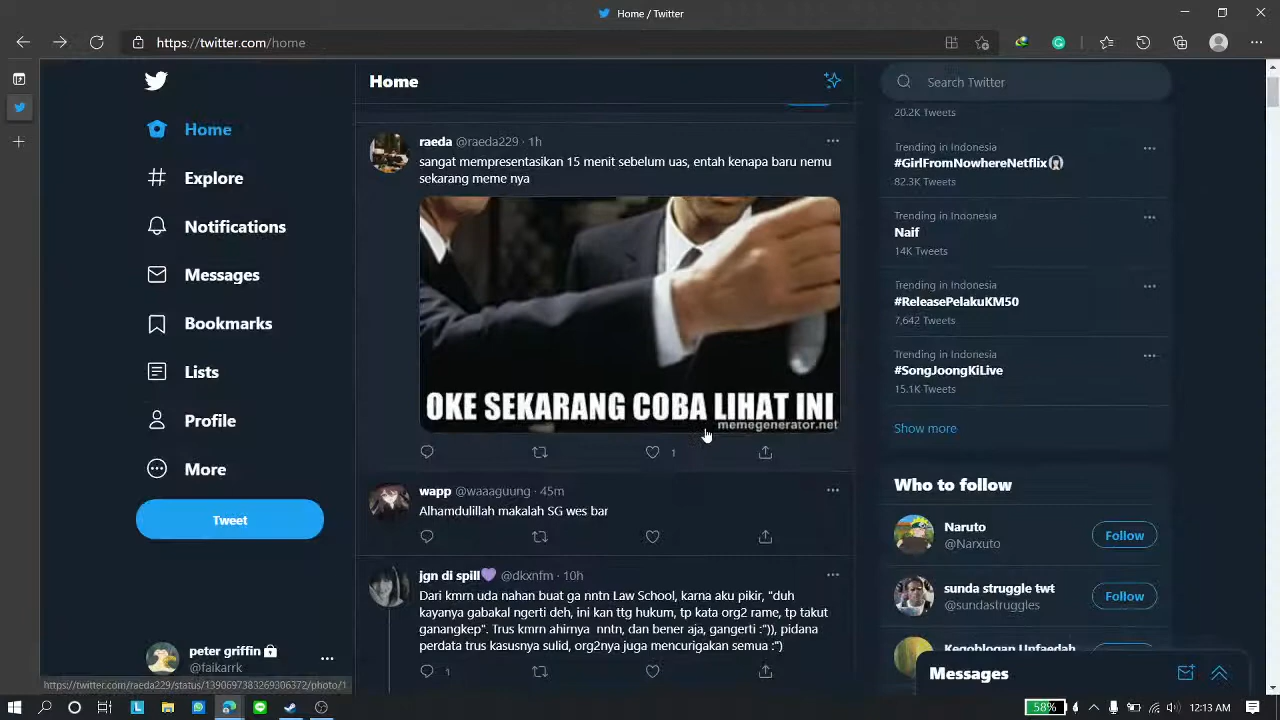 Home / Twitter
https://twitter.com/home
Home
Explore
Notifications
Messages
Bookmarks
Lists
Profile
More
Tweet
peter griffin
@faikarrk
https://twitter.com/raeda229/status/1390697383269306372/photo/1
Home
raeda @raeda229 · 1h
sangat mempresentasikan 15 menit sebelum uas, entah kenapa baru nemu
sekarang meme nya
OKE SEKARANG COBA LIHAT INI
memegenerator.net
1
wapp @waaaguung · 45m
Alhamdulillah makalah SG wes bar
jgn di spill💜 @dkxnfm · 10h
Dari kmrn uda nahan buat ga nntn Law School, karna aku pikir, "duh
kayanya gabakal ngerti deh, ini kan ttg hukum, tp kata org2 rame, tp takut
ganangkep". Trus kmrn ahirnya nntn, dan bener aja, gangerti :")), pidana
perdata trus kasusnya sulid, org2nya juga mencurigakan semua :")
1
Search Twitter
20.2K Tweets
Trending in Indonesia
#GirlFromNowhereNetflix
82.3K Tweets
Trending in Indonesia
Naif
14K Tweets
Trending in Indonesia
#ReleasePelakuKM50
7,642 Tweets
Trending in Indonesia
#SongJoongKiLive
15.1K Tweets
Show more
Who to follow
Naruto
@Narxuto
Follow
sunda struggle twt
@sundastruggles
Follow
Kegoblogan Unfaedah
Messages
58%
12:13 AM